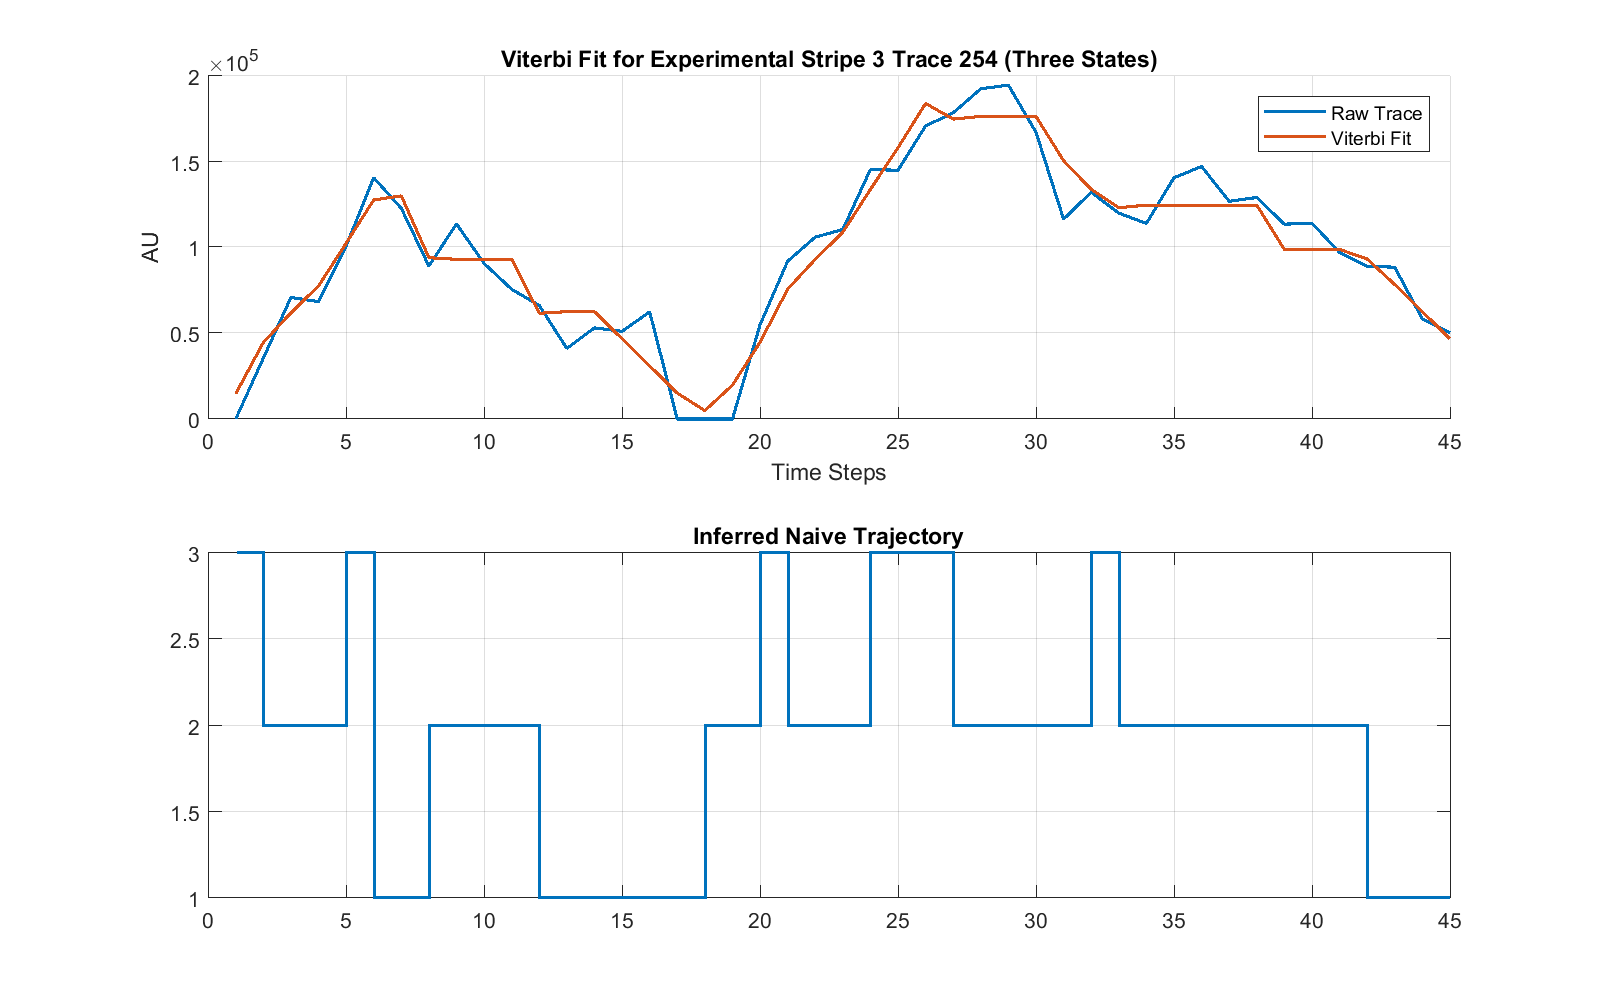 Viterbi Fit for Experimental Stripe 3 Trace 254 (Three States)
×10^5
2
1.5
1
0.5
0
AU
Raw Trace
Viterbi Fit
0 5 10 15 20 25 30 35 40 45
Time Steps
Inferred Naive Trajectory
3
2.5
2
1.5
1
0 5 10 15 20 25 30 35 40 45